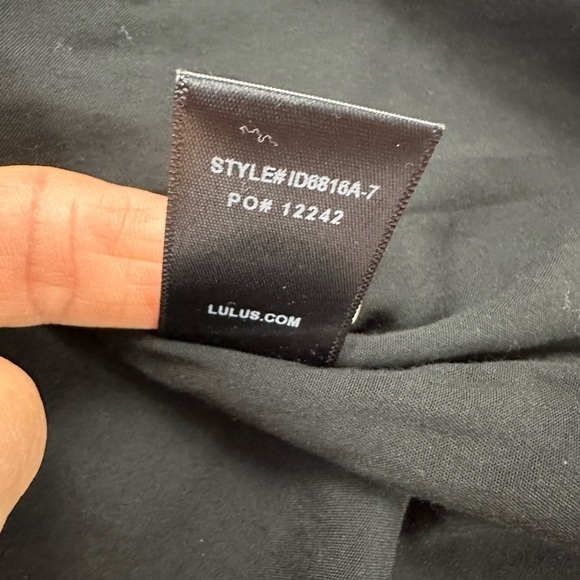 STYLE# ID6816A-7
PO# 12242
LULUS.COM